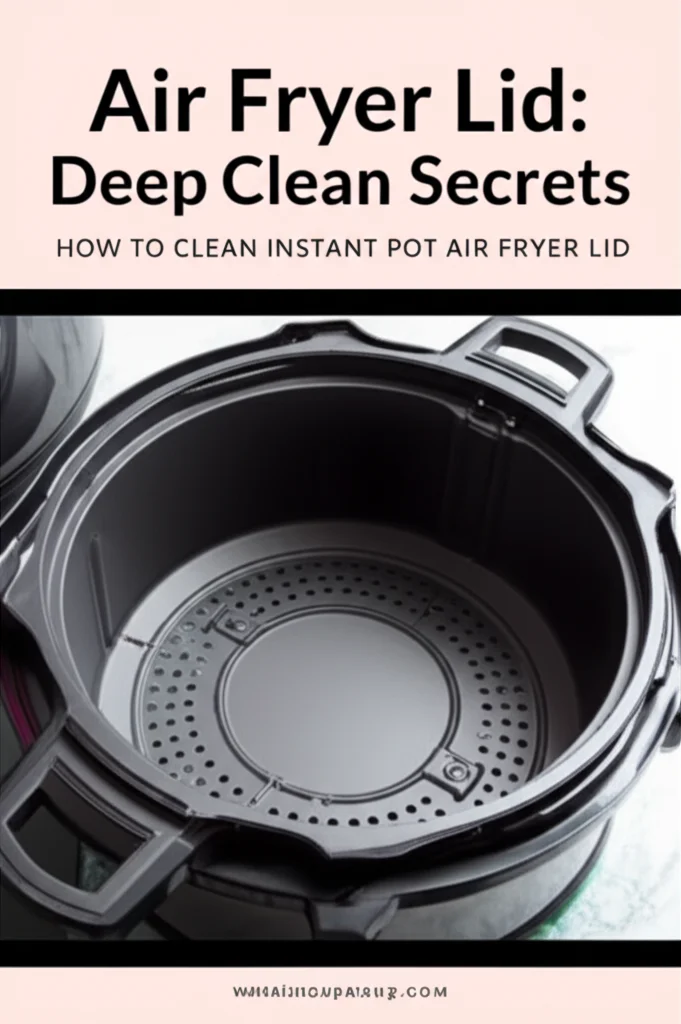 Air Fryer Lid:
Deep Clean Secrets
HOW TO CLEAN INSTANT POT AIR FRYER LID